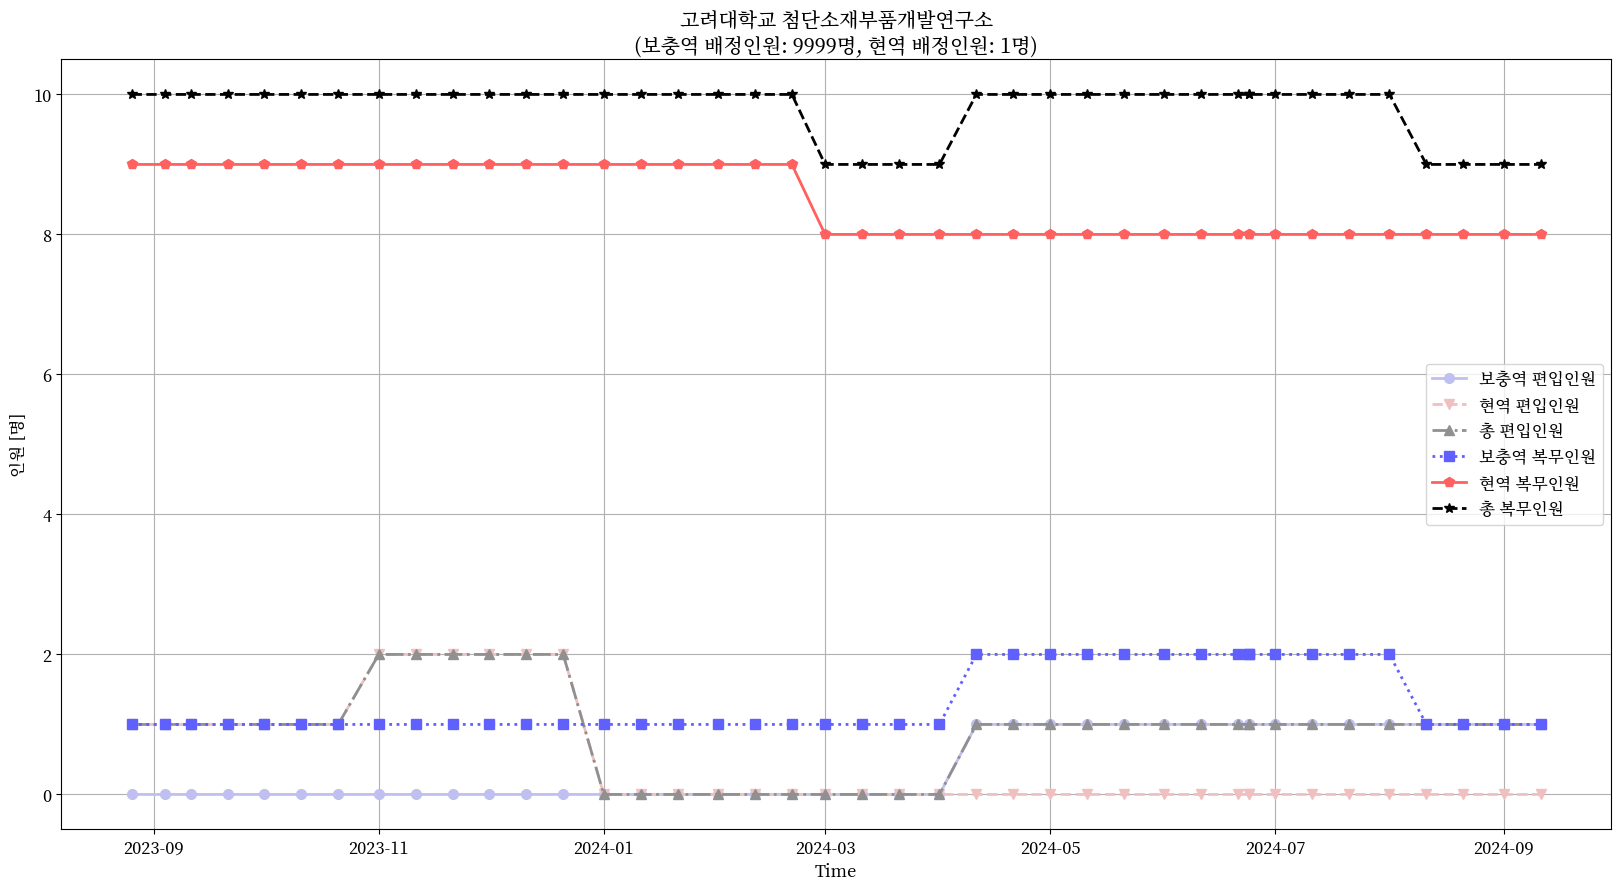 고려대학교 첨단소재부품개발연구소
(보충역 배정인원: 9999명, 현역 배정인원: 1명)
10
8
6
4
2
0
인원 [명]
보충역 편입인원
현역 편입인원
총 편입인원
보충역 복무인원
현역 복무인원
총 복무인원
2023-09
2023-11
2024-01
2024-03
2024-05
2024-07
2024-09
Time